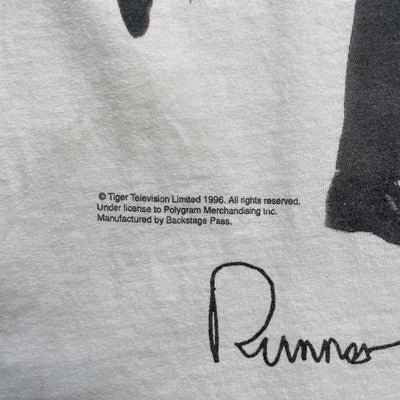 © Tiger Television Limited 1996. All rights reserved.
Under license to Polygram Merchandising Inc.
Manufactured by Backstage Pass.